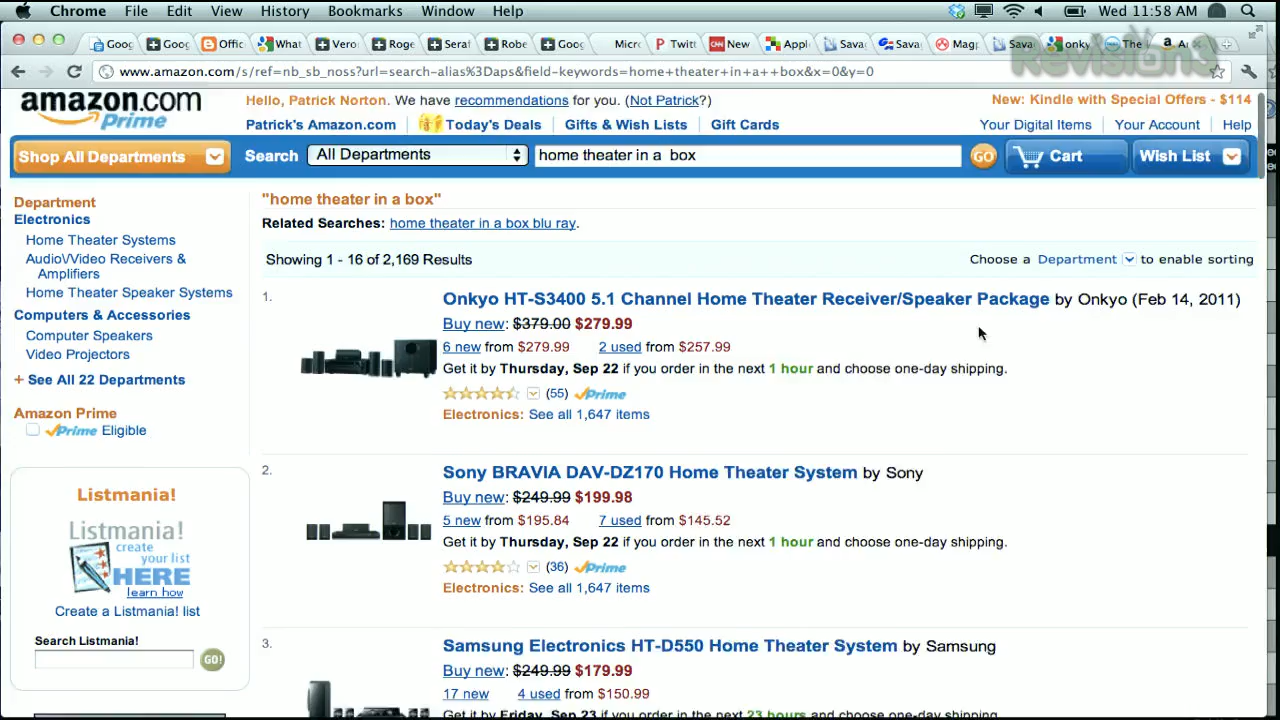 Chrome File Edit View History Bookmarks Window Help Wed 11:58 AM
Goog Goog Offic What Vero Roge Seraf Robe Goog Micro Twitt New Appl Sava Sava Mag Sava onky The A
Revision3
www.amazon.com/s/ref=nb_sb_noss?url=search-alias%3Daps&field-keywords=home+theater+in+a++box&x=0&y=0
amazon.com Prime
Hello, Patrick Norton. We have recommendations for you. (Not Patrick?)
New: Kindle with Special Offers - $114
Patrick's Amazon.com Today's Deals Gifts & Wish Lists Gift Cards
Your Digital Items Your Account Help
Shop All Departments Search All Departments home theater in a box GO Cart Wish List
Department
Electronics
Home Theater Systems
Audio\/Video Receivers &
Amplifiers
Home Theater Speaker Systems
Computers & Accessories
Computer Speakers
Video Projectors
+ See All 22 Departments
Amazon Prime
Prime Eligible
Listmania!
Listmania!
create
your list
HERE
learn how
Create a Listmania! list
Search Listmania!
GO!
"home theater in a box"
Related Searches: home theater in a box blu ray.
Showing 1 - 16 of 2,169 Results
Choose a Department to enable sorting
1.
Onkyo HT-S3400 5.1 Channel Home Theater Receiver/Speaker Package by Onkyo (Feb 14, 2011)
Buy new: $379.00 $279.99
6 new from $279.99 2 used from $257.99
Get it by Thursday, Sep 22 if you order in the next 1 hour and choose one-day shipping.
(55) Prime
Electronics: See all 1,647 items
2.
Sony BRAVIA DAV-DZ170 Home Theater System by Sony
Buy new: $249.99 $199.98
5 new from $195.84 7 used from $145.52
Get it by Thursday, Sep 22 if you order in the next 1 hour and choose one-day shipping.
(36) Prime
Electronics: See all 1,647 items
3.
Samsung Electronics HT-D550 Home Theater System by Samsung
Buy new: $249.99 $179.99
17 new 4 used from $150.99
Get it by Friday, Sep 23 if you order in the next 23 hours and choose one-day shipping.